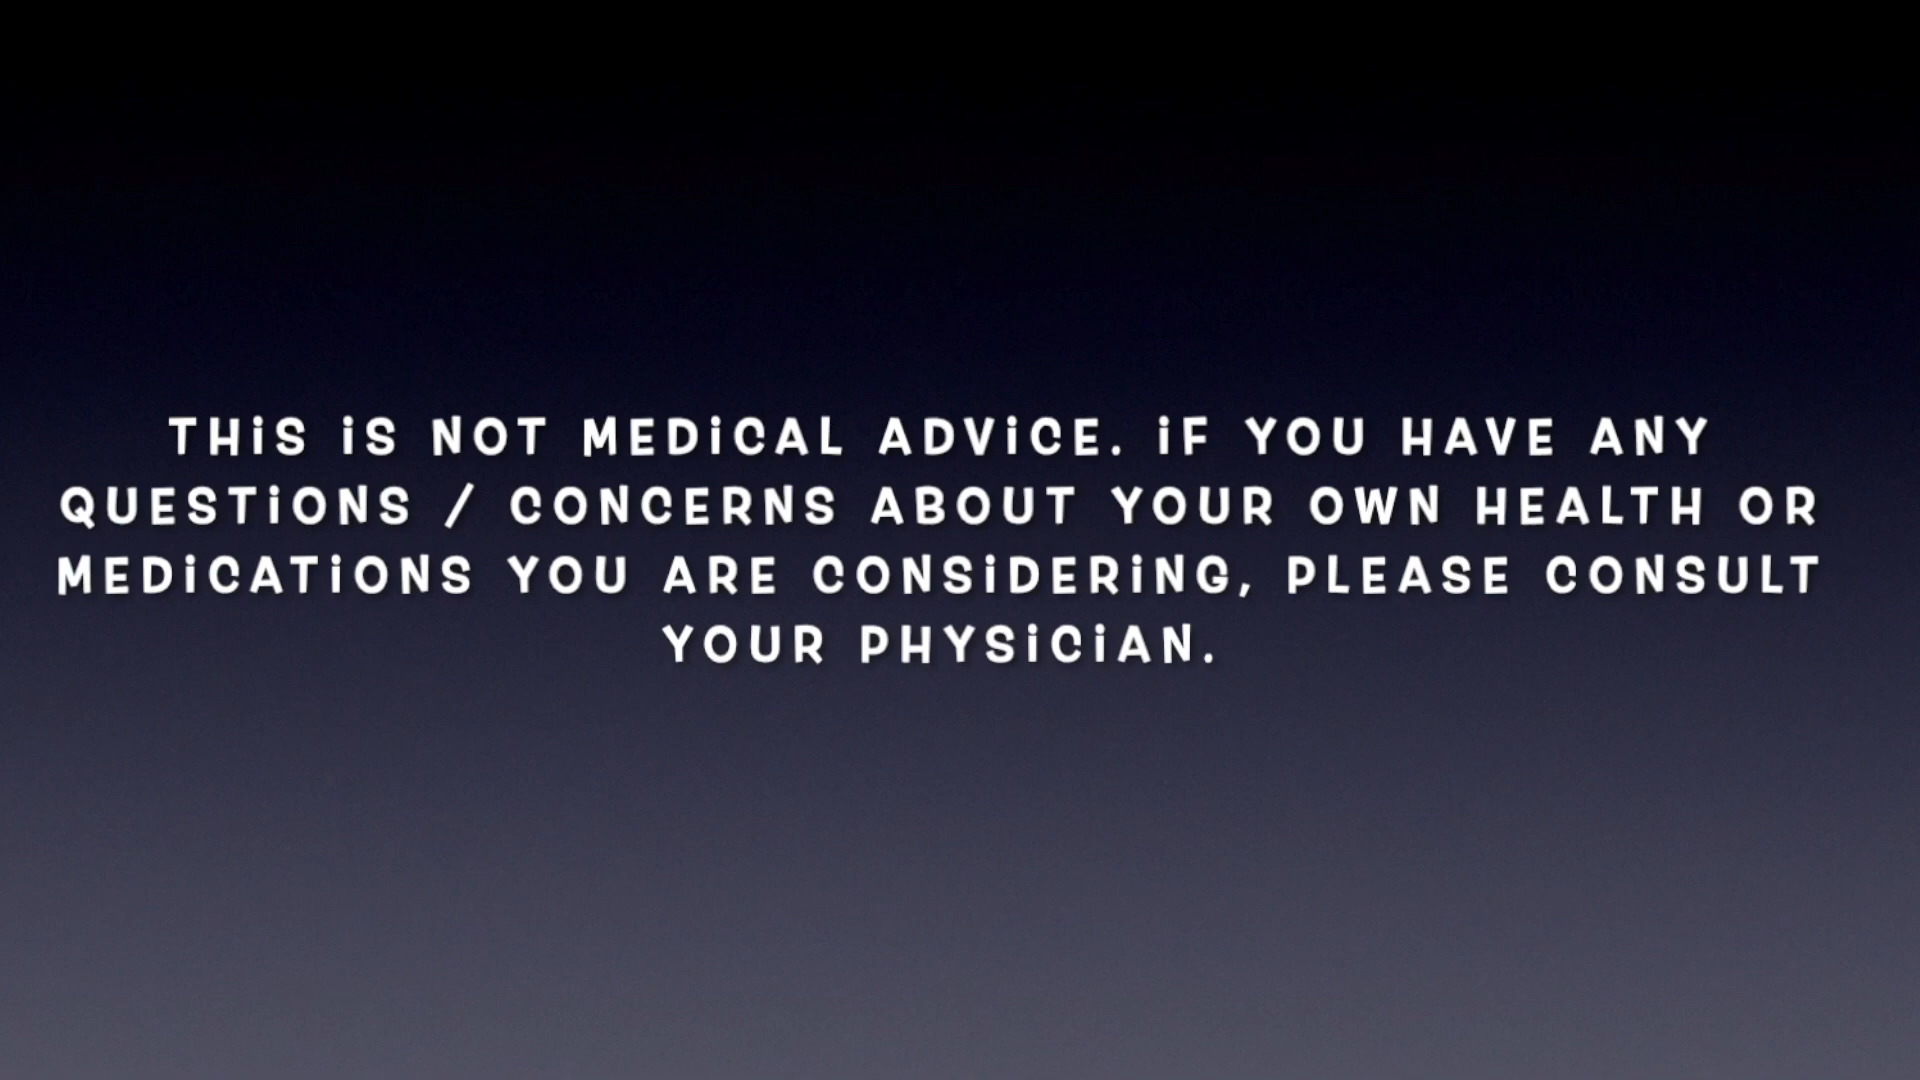 THiS iS NOT MEDiCAL ADViCE. iF YOU HAVE ANY
QUESTiONS / CONCERNS ABOUT YOUR OWN HEALTH OR
MEDiCATiONS YOU ARE CONSiDERiNG, PLEASE CONSULT
YOUR PHYSiCiAN.